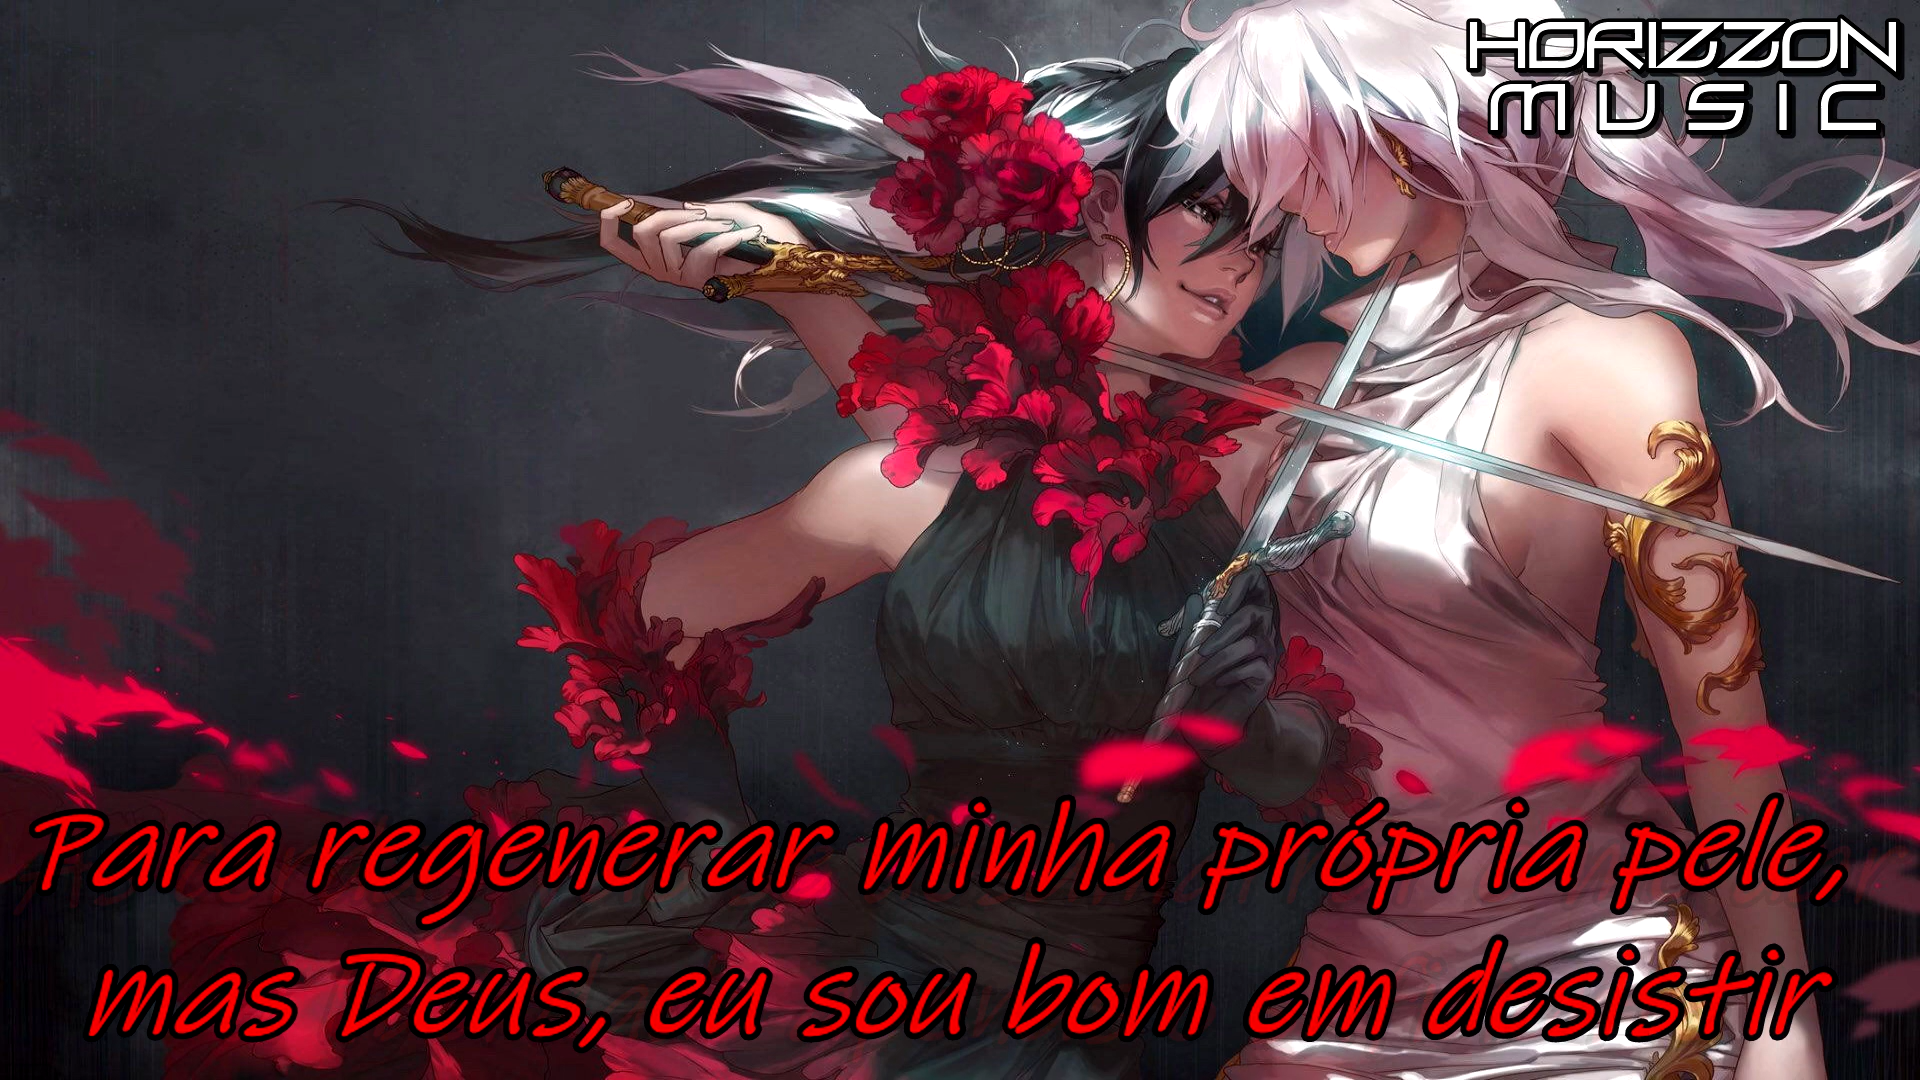 HORIZZON
MUSIC
Para regenerar minha própria pele,
mas Deus, eu sou bom em desistir